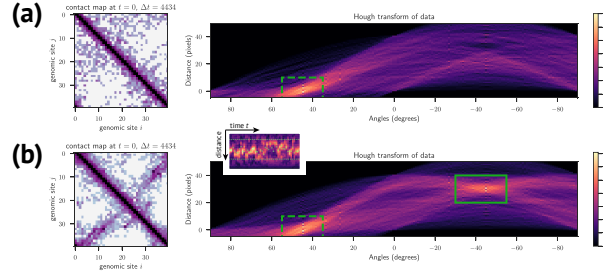 (a)
contact map at t = 0, Δt = 4434
genomic site j
0
10
20
30
0
10
20
30
genomic site i
Hough transform of data
Distance (pixels)
40
20
0
80
60
40
20
0
−20
−40
−60
−80
Angles (degrees)
(b)
contact map at t = 0, Δt = 4434
genomic site j
0
10
20
30
0
10
20
30
genomic site i
time t
distance
Hough transform of data
Distance (pixels)
40
20
0
80
60
40
20
0
−20
−40
−60
−80
Angles (degrees)